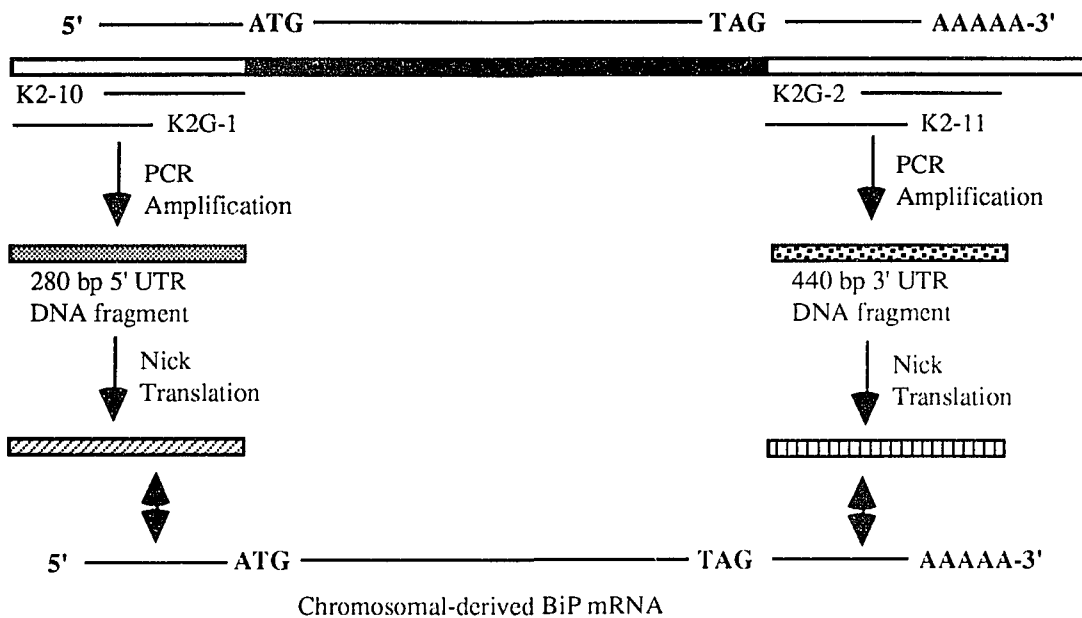 5' ATG TAG AAAAA-3'
K2-10 K2G-2
K2G-1 K2-11
PCR
Amplification
PCR
Amplification
280 bp 5' UTR
DNA fragment
440 bp 3' UTR
DNA fragment
Nick
Translation
Nick
Translation
5' ATG TAG AAAAA-3'
Chromosomal-derived BiP mRNA